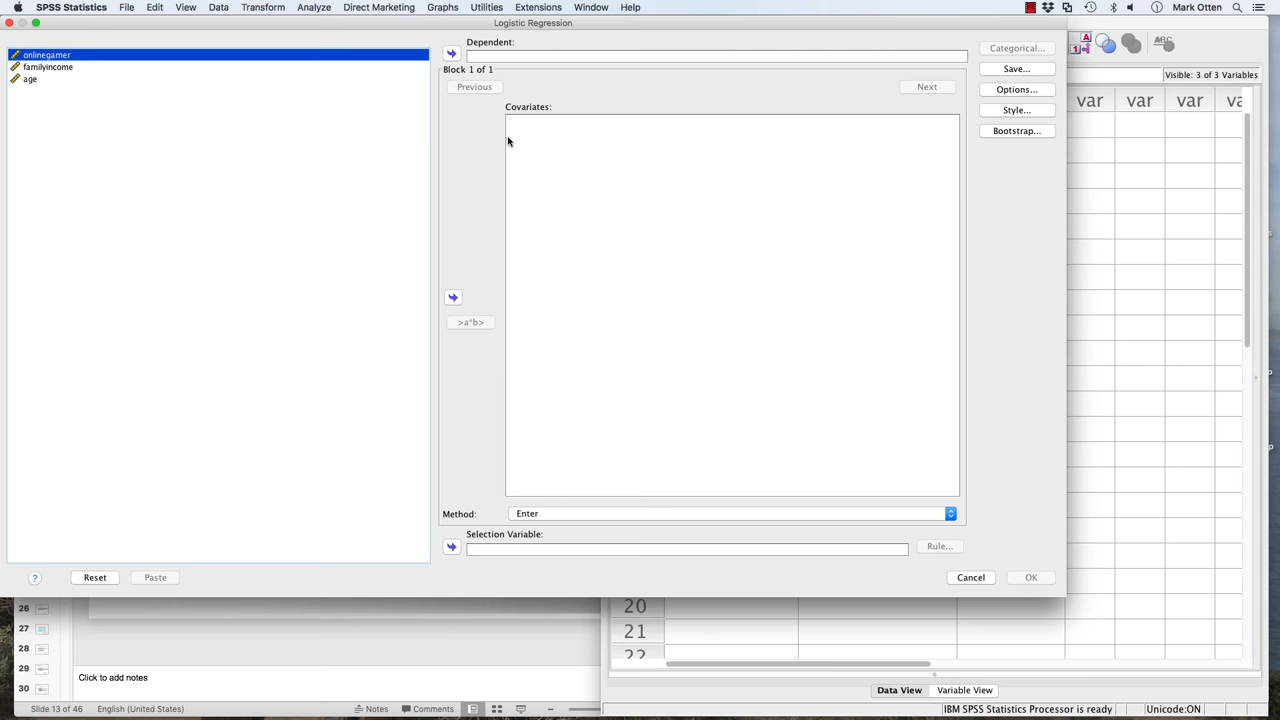 SPSS Statistics File Edit View Data Transform Analyze Direct Marketing Graphs Utilities Extensions Window Help Mark Otten
Logistic Regression
onlinegamer
familyincome
age
Dependent:
Block 1 of 1
Previous
Next
Covariates:
>a*b>
Method: Enter
Selection Variable:
Rule...
Categorical...
Save...
Options...
Style...
Bootstrap...
? Reset Paste Cancel OK
A
ABC
Visible: 3 of 3 Variables
var var var va
20
21
22
26
27
28
29
30
Click to add notes
Data View Variable View
Slide 13 of 46 English (United States) Notes Comments
IBM SPSS Statistics Processor is ready Unicode:ON